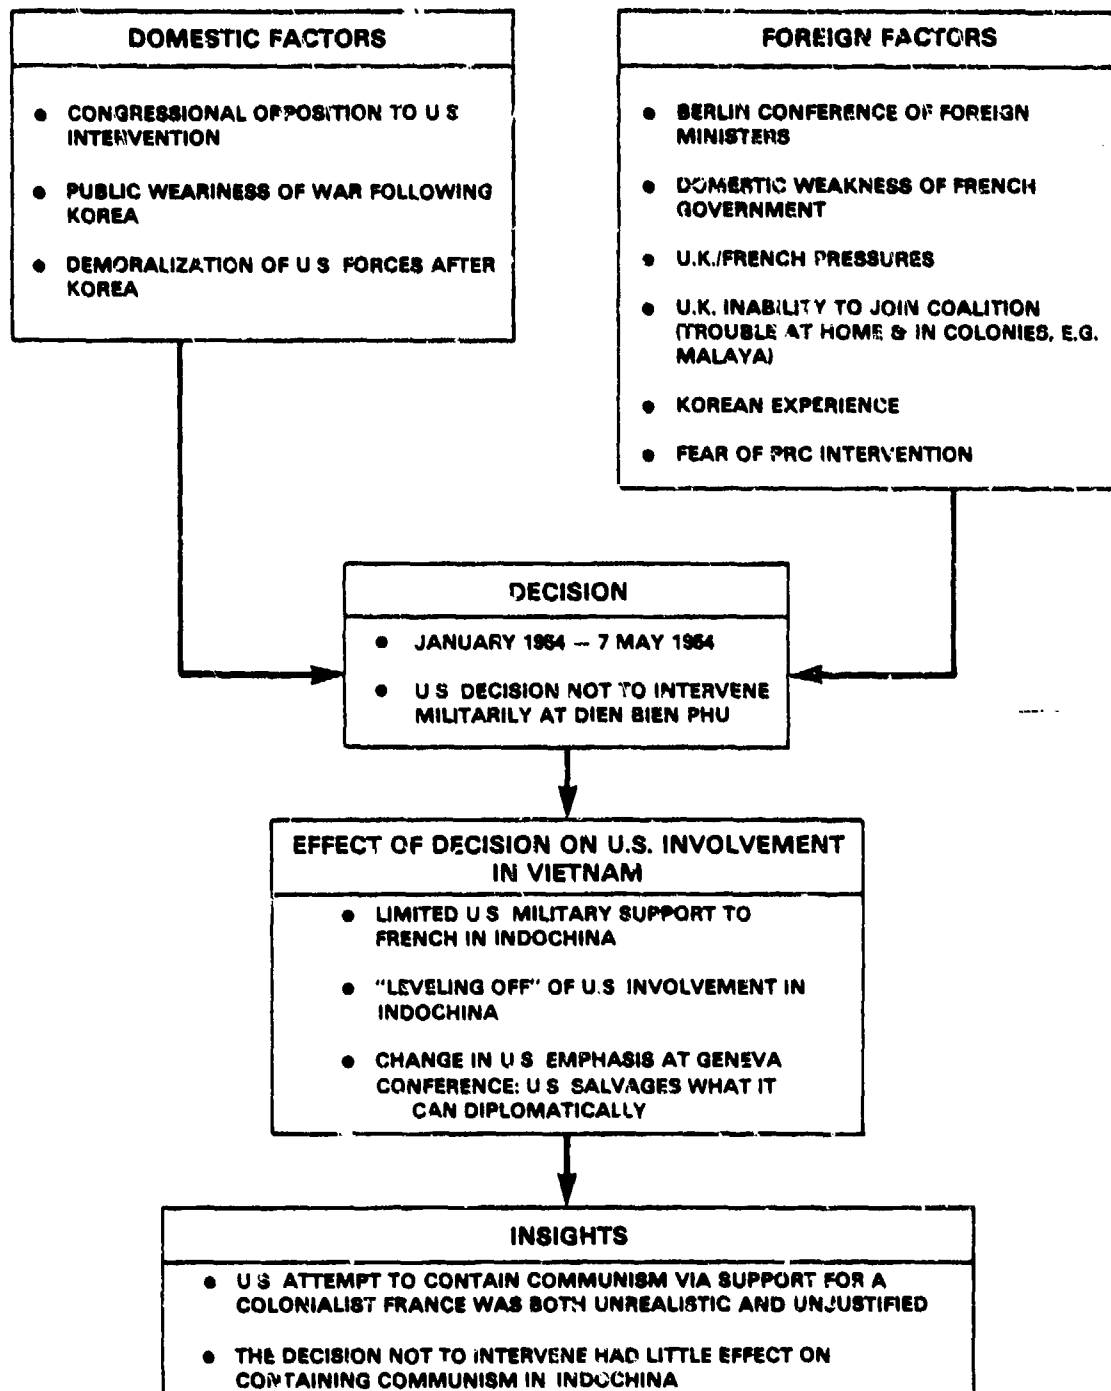 DOMESTIC FACTORS
● CONGRESSIONAL OPPOSITION TO U S
INTERVENTION
● PUBLIC WEARINESS OF WAR FOLLOWING
KOREA
● DEMORALIZATION OF U S FORCES AFTER
KOREA
FOREIGN FACTORS
● BERLIN CONFERENCE OF FOREIGN
MINISTERS
● DOMERTIC WEAKNESS OF FRENCH
GOVERNMENT
● U.K./FRENCH PRESSURES
● U.K. INABILITY TO JOIN COALITION
(TROUBLE AT HOME & IN COLONIES, E.G.
MALAYA)
● KOREAN EXPERIENCE
● FEAR OF PRC INTERVENTION
DECISION
● JANUARY 1954 – 7 MAY 1954
● U S DECISION NOT TO INTERVENE
MILITARILY AT DIEN BIEN PHU
EFFECT OF DECISION ON U.S. INVOLVEMENT
IN VIETNAM
● LIMITED U S MILITARY SUPPORT TO
FRENCH IN INDOCHINA
● "LEVELING OFF" OF U.S INVOLVEMENT IN
INDOCHINA
● CHANGE IN U S EMPHASIS AT GENEVA
CONFERENCE: U S SALVAGES WHAT IT
CAN DIPLOMATICALLY
INSIGHTS
● U S ATTEMPT TO CONTAIN COMMUNISM VIA SUPPORT FOR A
COLONIALIST FRANCE WAS BOTH UNREALISTIC AND UNJUSTIFIED
● THE DECISION NOT TO INTERVENE HAD LITTLE EFFECT ON
CONTAINING COMMUNISM IN INDOCHINA